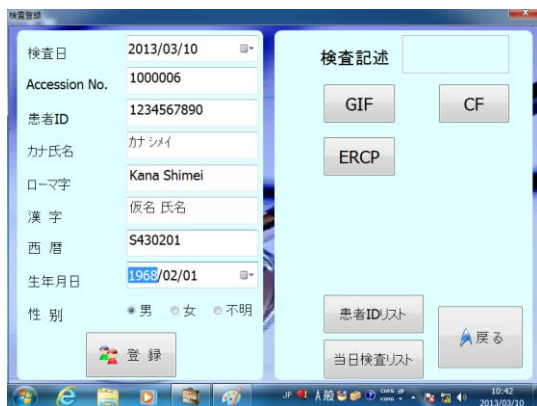 検査登録
検査日 2013/03/10
Accession No. 1000006
患者ID 1234567890
カナ氏名 カナ シメイ
ローマ字 Kana Shimei
漢 字 仮名 氏名
西 暦 S430201
生年月日 1968/02/01
性 別 男 女 不明
登 録
検査記述
GIF CF
ERCP
患者IDリスト
当日検査リスト
戻る
JP A 般
10:42
2013/03/10